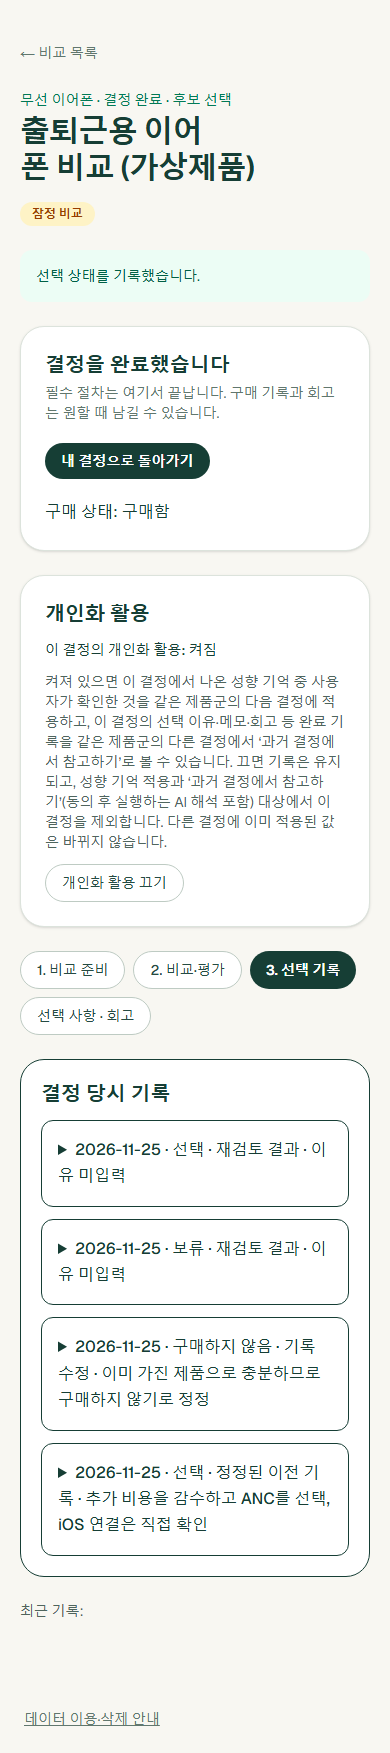 ← 비교 목록
무선 이어폰 · 결정 완료 · 후보 선택
출퇴근용 이어
폰 비교 (가상제품)
잠정 비교
선택 상태를 기록했습니다.
결정을 완료했습니다
필수 절차는 여기서 끝납니다. 구매 기록과 회고
는 원할 때 남길 수 있습니다.
내 결정으로 돌아가기
구매 상태: 구매함
개인화 활용
이 결정의 개인화 활용: 켜짐
켜져 있으면 이 결정에서 나온 성향 기억 중 사용
자가 확인한 것을 같은 제품군의 다음 결정에 적
용하고, 이 결정의 선택 이유·메모·회고 등 완료 기
록을 같은 제품군의 다른 결정에서 ‘과거 결정에
서 참고하기’로 볼 수 있습니다. 끄면 기록은 유지
되고, 성향 기억 적용과 ‘과거 결정에서 참고하
기’(동의 후 실행하는 AI 해석 포함) 대상에서 이
결정을 제외합니다. 다른 결정에 이미 적용된 값
은 바뀌지 않습니다.
개인화 활용 끄기
1. 비교 준비
2. 비교·평가
3. 선택 기록
선택 사항 · 회고
결정 당시 기록
▶ 2026-11-25 · 선택 · 재검토 결과 · 이
유 미입력
▶ 2026-11-25 · 보류 · 재검토 결과 · 이
유 미입력
▶ 2026-11-25 · 구매하지 않음 · 기록
수정 · 이미 가진 제품으로 충분하므로
구매하지 않기로 정정
▶ 2026-11-25 · 선택 · 정정된 이전 기
록 · 추가 비용을 감수하고 ANC를 선택,
iOS 연결은 직접 확인
최근 기록:
데이터 이용·삭제 안내